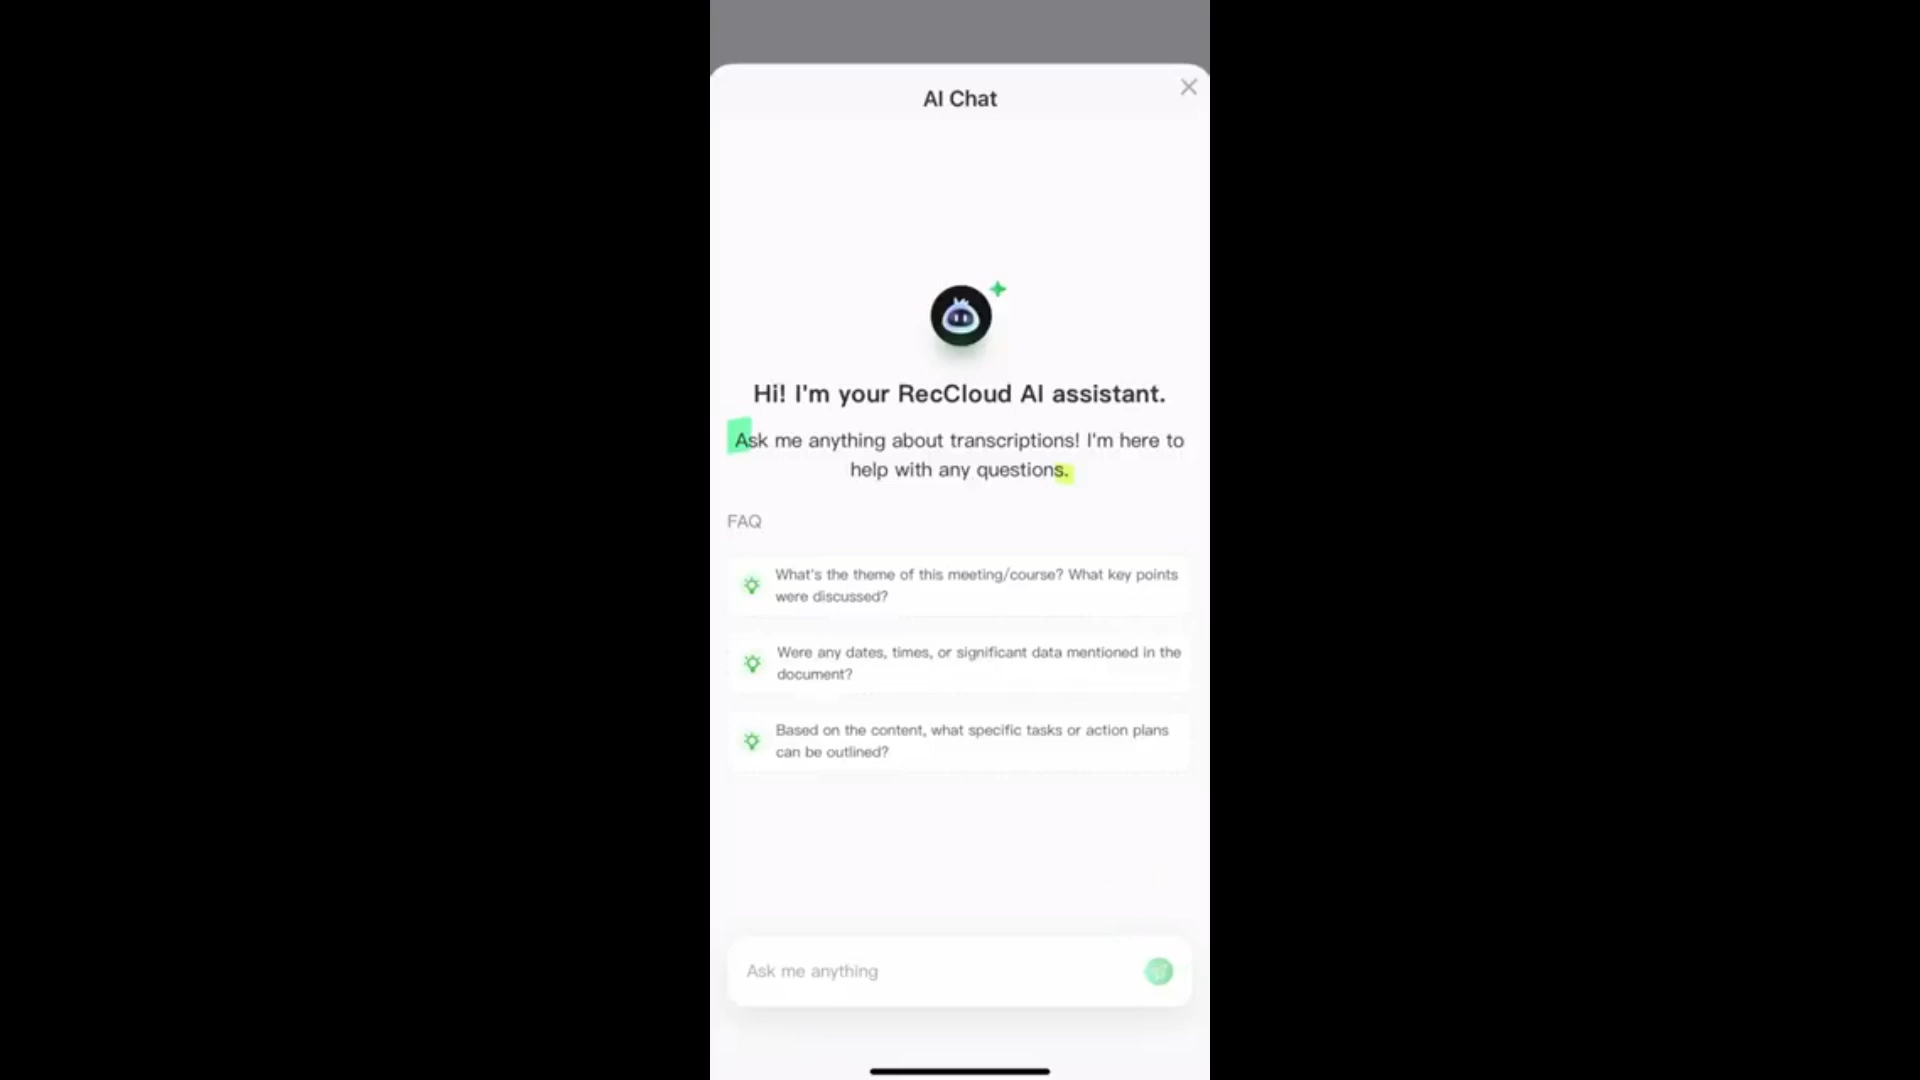 AI Chat
Hi! I'm your RecCloud AI assistant.
Ask me anything about transcriptions! I'm here to
help with any questions.
FAQ
What's the theme of this meeting/course? What key points
were discussed?
Were any dates, times, or significant data mentioned in the
document?
Based on the content, what specific tasks or action plans
can be outlined?
Ask me anything